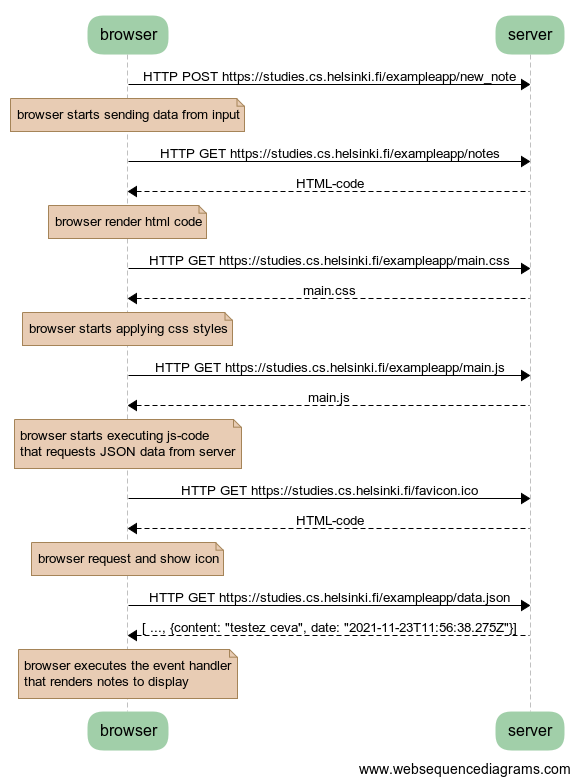 browser server
HTTP POST https://studies.cs.helsinki.fi/exampleapp/new_note
browser starts sending data from input
HTTP GET https://studies.cs.helsinki.fi/exampleapp/notes
HTML-code
browser render html code
HTTP GET https://studies.cs.helsinki.fi/exampleapp/main.css
main.css
browser starts applying css styles
HTTP GET https://studies.cs.helsinki.fi/exampleapp/main.js
main.js
browser starts executing js-code
that requests JSON data from server
HTTP GET https://studies.cs.helsinki.fi/favicon.ico
HTML-code
browser request and show icon
HTTP GET https://studies.cs.helsinki.fi/exampleapp/data.json
[ ..., {content: "testez ceva", date: "2021-11-23T11:56:38.275Z"}]
browser executes the event handler
that renders notes to display
browser server
www.websequencediagrams.com